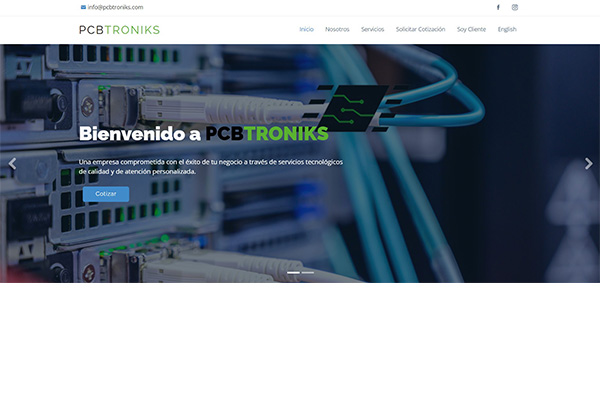 info@pcbtroniks.com
PCBTRONIKS
Inicio Nosotros Servicios Solicitar Cotización Soy Cliente English
Bienvenido a PCBTRONIKS
Una empresa comprometida con el éxito de tu negocio a través de servicios tecnológicos
de calidad y de atención personalizada.
Cotizar